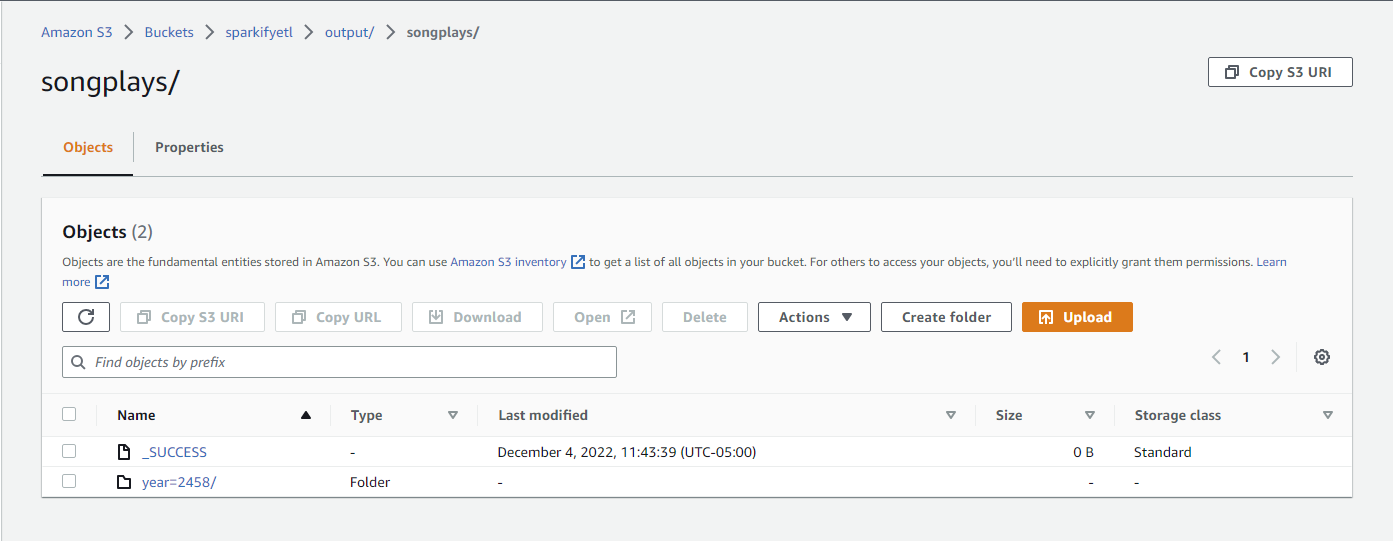 Amazon S3 > Buckets > sparkifyetl > output/ > songplays/
songplays/
Copy S3 URI
Objects Properties
Objects (2)
Objects are the fundamental entities stored in Amazon S3. You can use Amazon S3 inventory to get a list of all objects in your bucket. For others to access your objects, you’ll need to explicitly grant them permissions. Learn
more
Copy S3 URI Copy URL Download Open Delete Actions Create folder Upload
Find objects by prefix
1
Name Type Last modified Size Storage class
_SUCCESS - December 4, 2022, 11:43:39 (UTC-05:00) 0 B Standard
year=2458/ Folder - - -